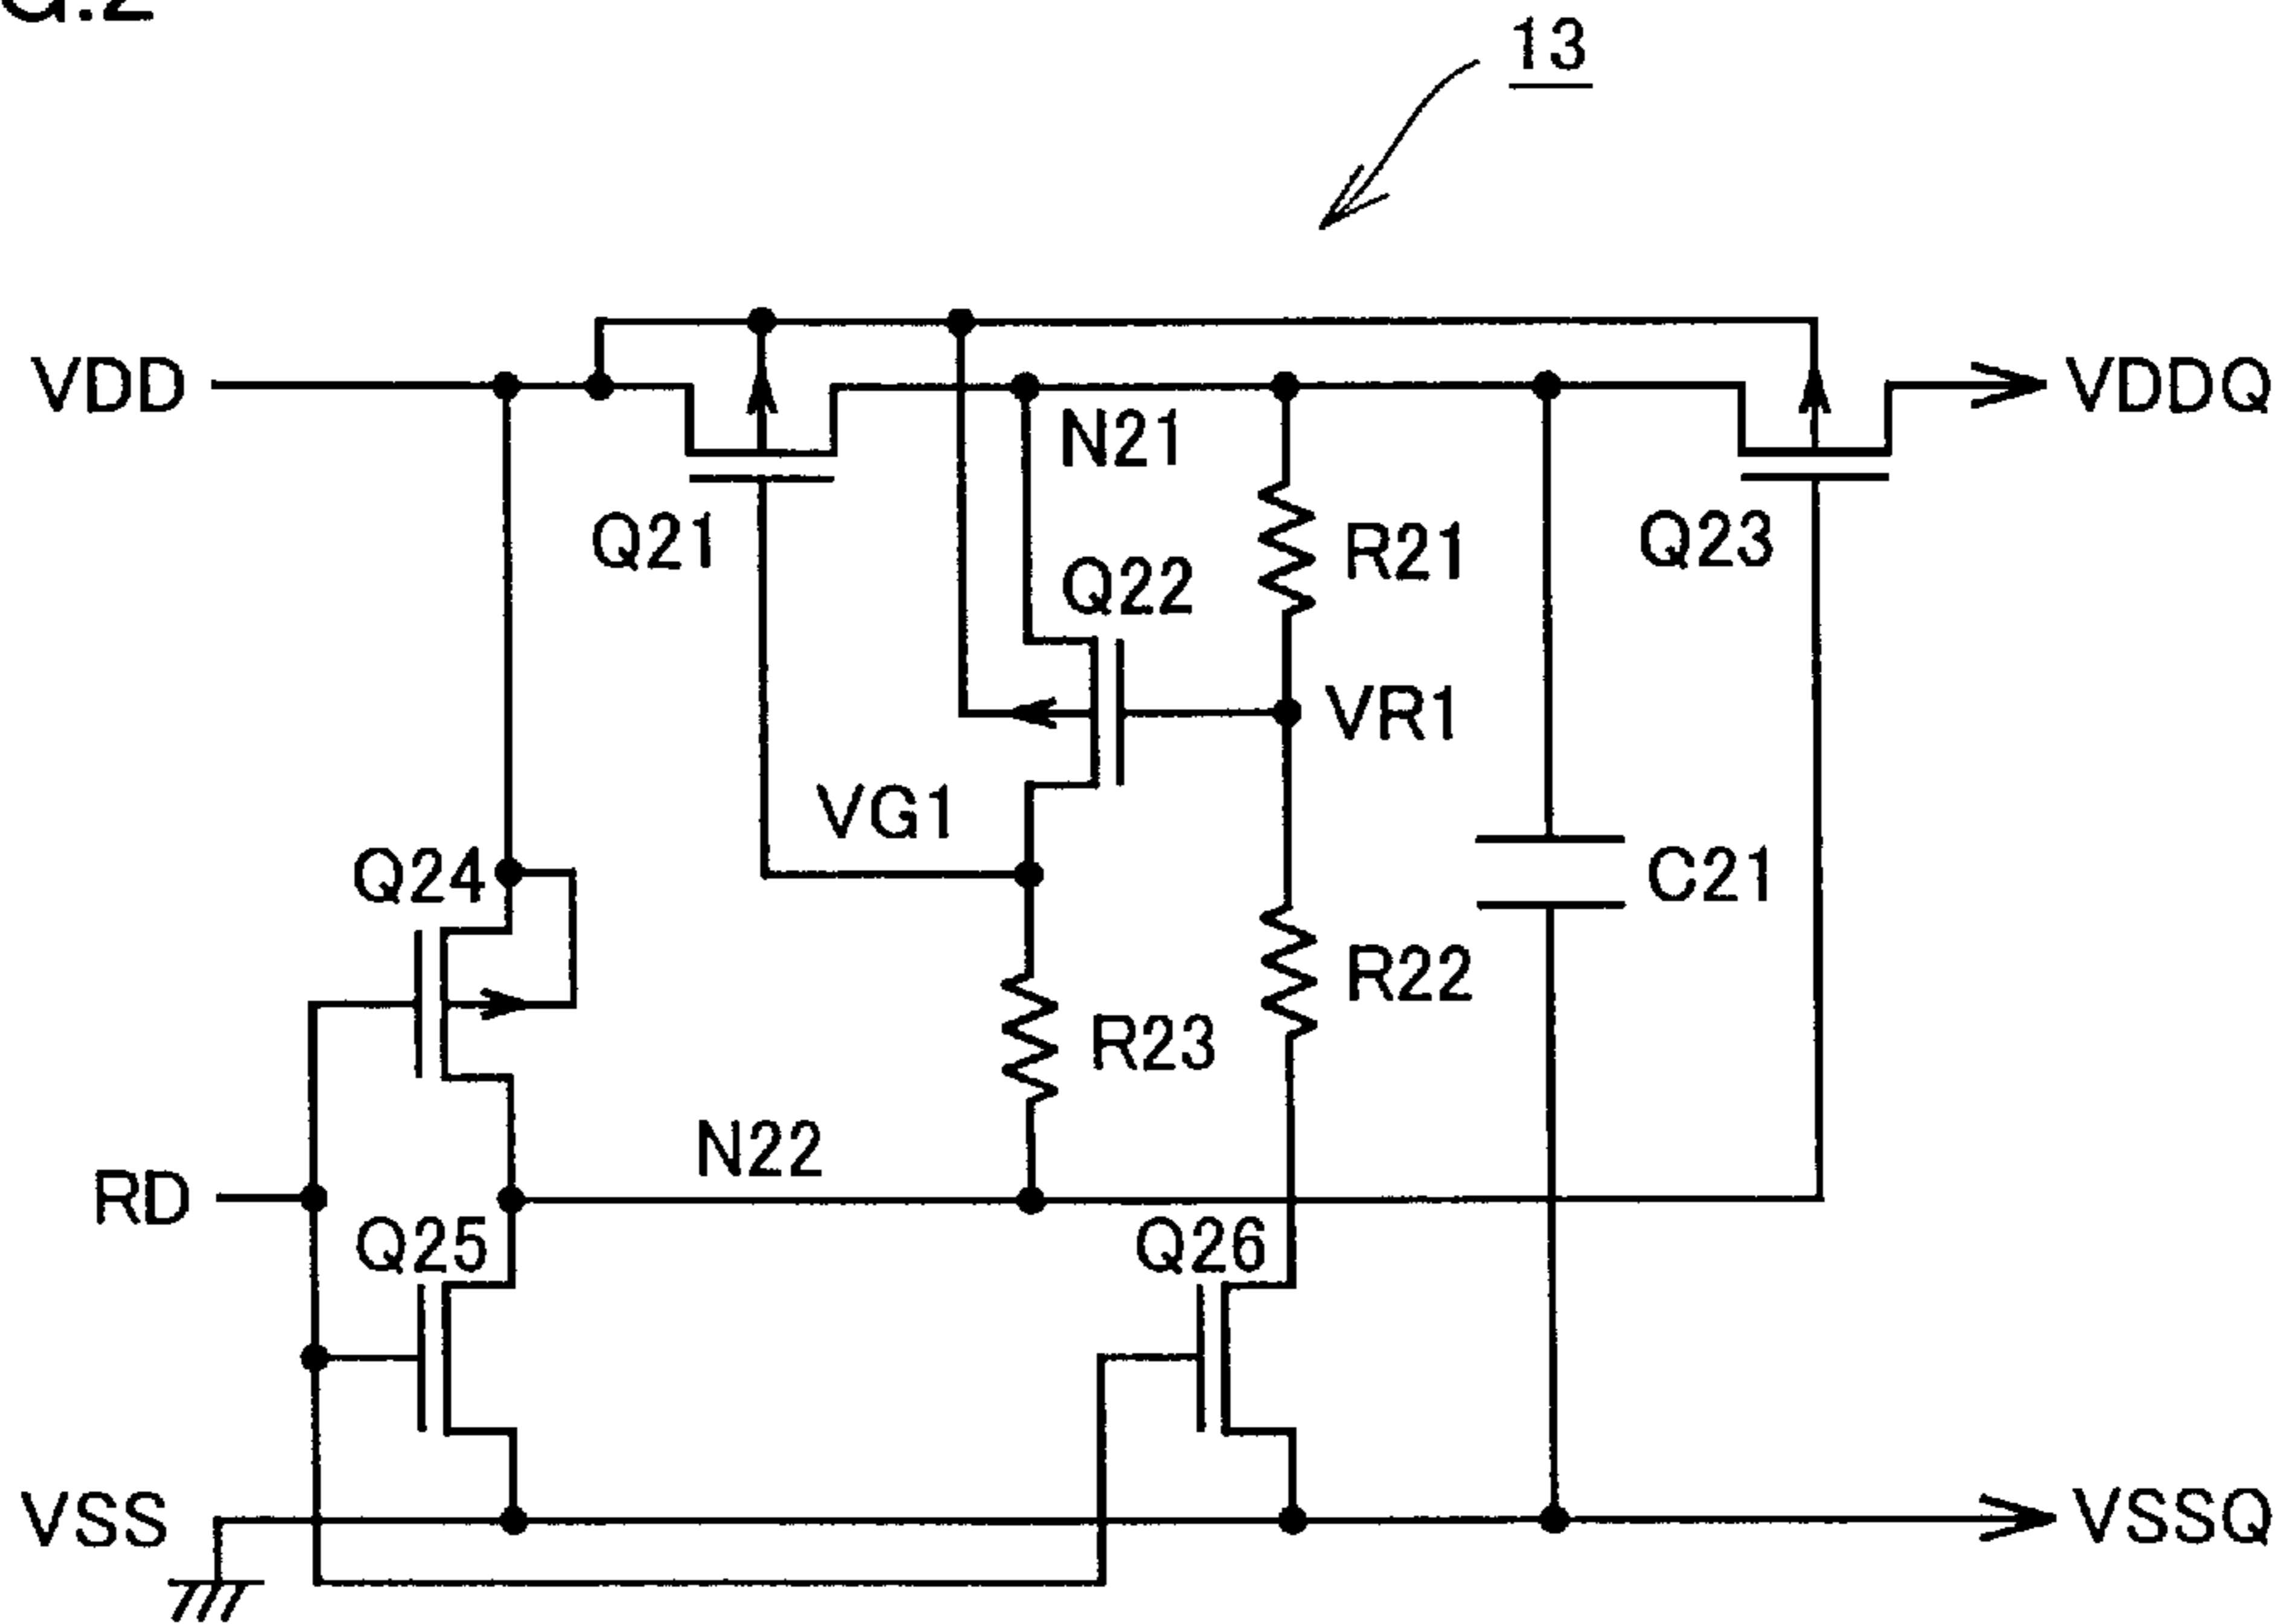 G.2
13
VDD
VDDQ
N21
Q21
R21
Q23
Q22
VR1
VG1
Q24
C21
R22
R23
N22
RD
Q25
Q26
VSS
VSSQ